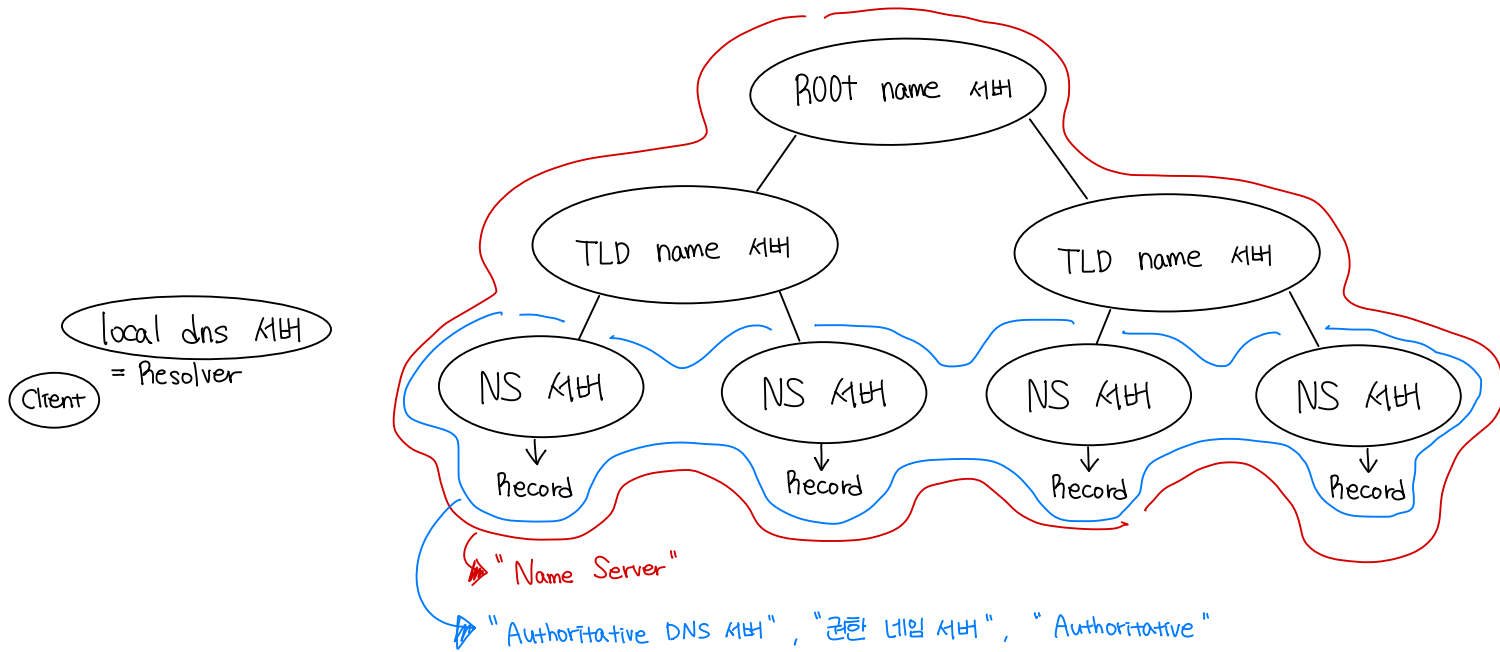 ROOt name 서버
TLD name 서버
TLD name 서버
local dns 서버
= Resolver
Client
NS 서버
NS 서버
NS 서버
NS 서버
Record
Record
Record
Record
"Name Server"
"Authoritative DNS 서버", "권한 네임 서버", "Authoritative"